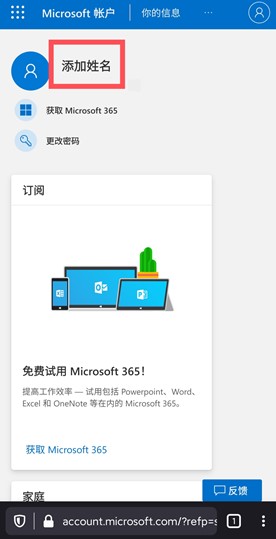 Microsoft 帐户
你的信息
...
添加姓名
获取 Microsoft 365
更改密码
订阅
免费试用 Microsoft 365!
提高工作效率 — 试用包括 Powerpoint、Word、
Excel 和 OneNote 等在内的 Microsoft 365。
获取 Microsoft 365
家庭
反馈
account.microsoft.com/?refp=s
1